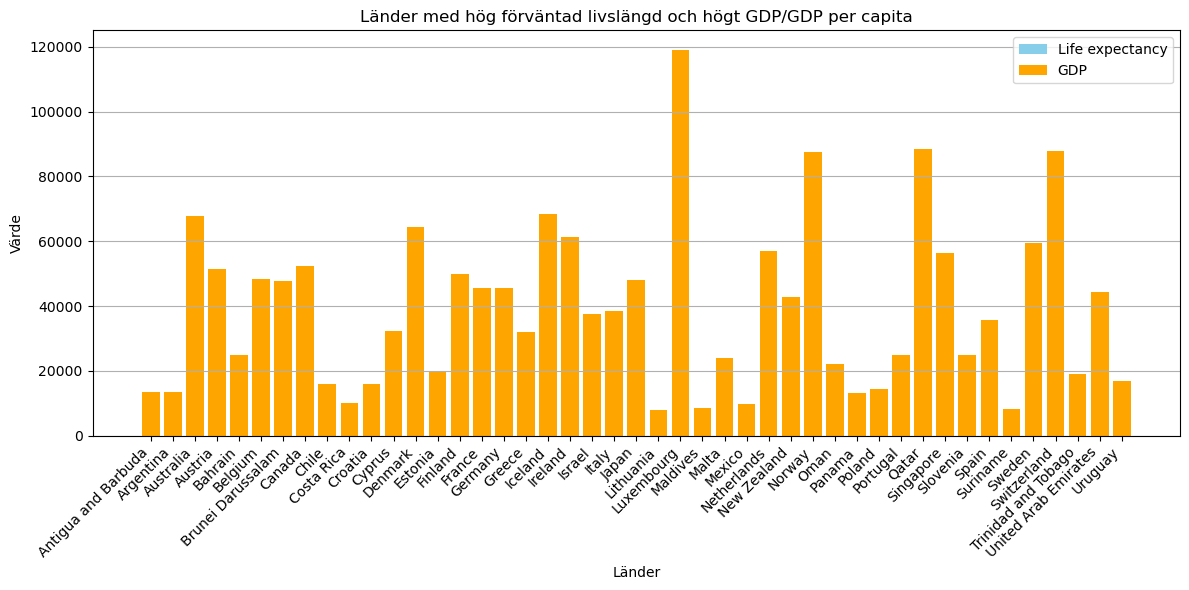 Länder med hög förväntad livslängd och högt GDP/GDP per capita
Life expectancy
GDP
Värde
120000
100000
80000
60000
40000
20000
0
Antigua and Barbuda
Argentina
Australia
Austria
Bahrain
Belgium
Brunei Darussalam
Canada
Chile
Costa Rica
Croatia
Cyprus
Denmark
Estonia
Finland
France
Germany
Greece
Iceland
Ireland
Israel
Italy
Japan
Lithuania
Luxembourg
Maldives
Malta
Mexico
Netherlands
New Zealand
Norway
Oman
Panama
Poland
Portugal
Qatar
Singapore
Slovenia
Spain
Suriname
Sweden
Switzerland
Trinidad and Tobago
United Arab Emirates
Uruguay
Länder